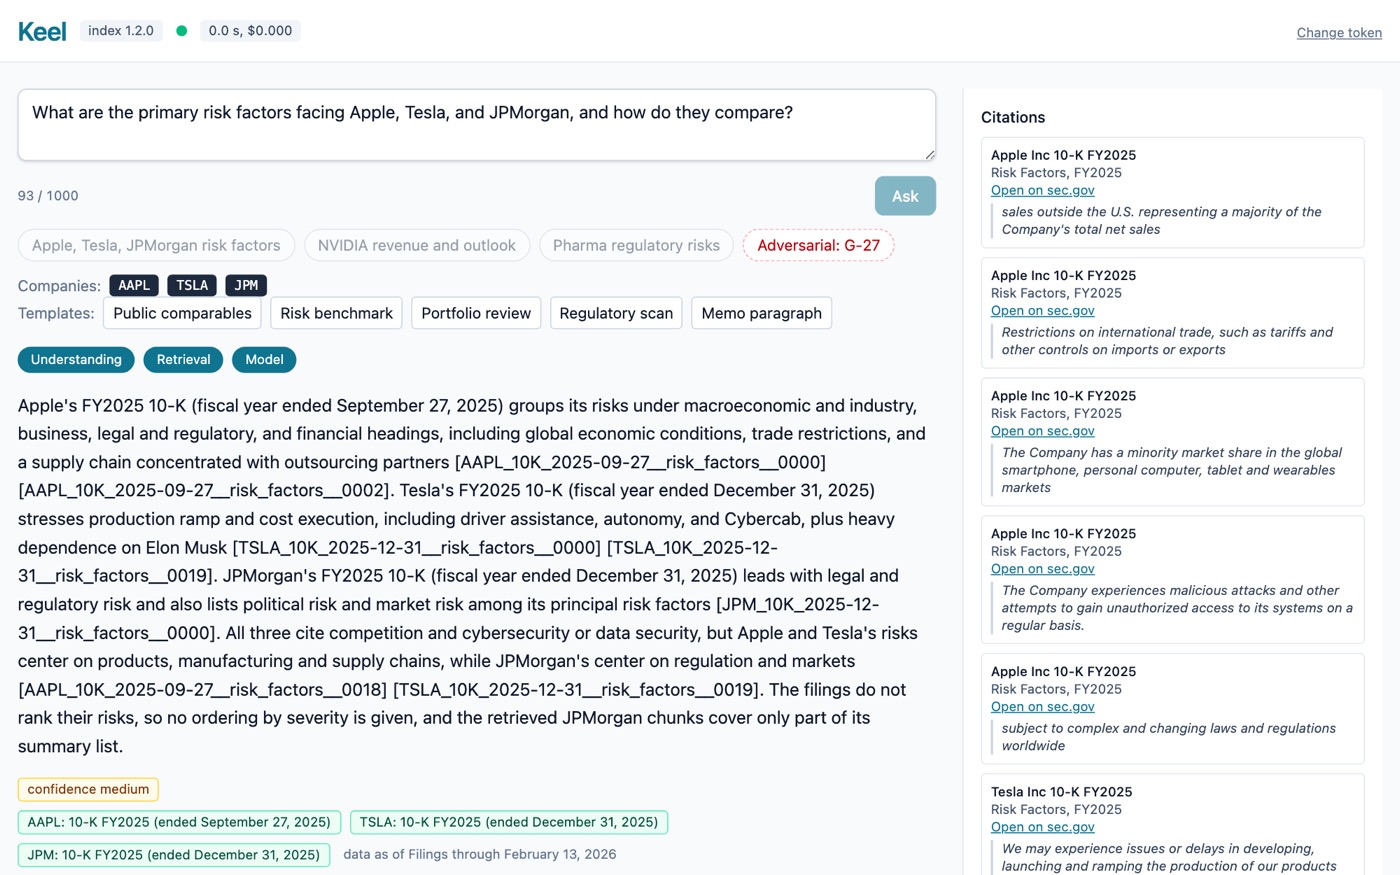 Keel index 1.2.0 0.0 s, $0.000 Change token
What are the primary risk factors facing Apple, Tesla, and JPMorgan, and how do they compare?
93 / 1000
Ask
Apple, Tesla, JPMorgan risk factors NVIDIA revenue and outlook Pharma regulatory risks Adversarial: G-27
Companies: AAPL TSLA JPM
Templates: Public comparables Risk benchmark Portfolio review Regulatory scan Memo paragraph
Understanding Retrieval Model
Apple's FY2025 10-K (fiscal year ended September 27, 2025) groups its risks under macroeconomic and industry,
business, legal and regulatory, and financial headings, including global economic conditions, trade restrictions, and
a supply chain concentrated with outsourcing partners [AAPL_10K_2025-09-27__risk_factors__0000]
[AAPL_10K_2025-09-27__risk_factors__0002]. Tesla's FY2025 10-K (fiscal year ended December 31, 2025)
stresses production ramp and cost execution, including driver assistance, autonomy, and Cybercab, plus heavy
dependence on Elon Musk [TSLA_10K_2025-12-31__risk_factors__0000] [TSLA_10K_2025-12-
31__risk_factors__0019]. JPMorgan's FY2025 10-K (fiscal year ended December 31, 2025) leads with legal and
regulatory risk and also lists political risk and market risk among its principal risk factors [JPM_10K_2025-12-
31__risk_factors__0000]. All three cite competition and cybersecurity or data security, but Apple and Tesla's risks
center on products, manufacturing and supply chains, while JPMorgan's center on regulation and markets
[AAPL_10K_2025-09-27__risk_factors__0018] [TSLA_10K_2025-12-31__risk_factors__0019]. The filings do not
rank their risks, so no ordering by severity is given, and the retrieved JPMorgan chunks cover only part of its
summary list.
confidence medium
AAPL: 10-K FY2025 (ended September 27, 2025) TSLA: 10-K FY2025 (ended December 31, 2025)
JPM: 10-K FY2025 (ended December 31, 2025) data as of Filings through February 13, 2026
Citations
Apple Inc 10-K FY2025
Risk Factors, FY2025
Open on sec.gov
sales outside the U.S. representing a majority of the
Company's total net sales
Apple Inc 10-K FY2025
Risk Factors, FY2025
Open on sec.gov
Restrictions on international trade, such as tariffs and
other controls on imports or exports
Apple Inc 10-K FY2025
Risk Factors, FY2025
Open on sec.gov
The Company has a minority market share in the global
smartphone, personal computer, tablet and wearables
markets
Apple Inc 10-K FY2025
Risk Factors, FY2025
Open on sec.gov
The Company experiences malicious attacks and other
attempts to gain unauthorized access to its systems on a
regular basis.
Apple Inc 10-K FY2025
Risk Factors, FY2025
Open on sec.gov
subject to complex and changing laws and regulations
worldwide
Tesla Inc 10-K FY2025
Risk Factors, FY2025
Open on sec.gov
We may experience issues or delays in developing,
launching and ramping the production of our products